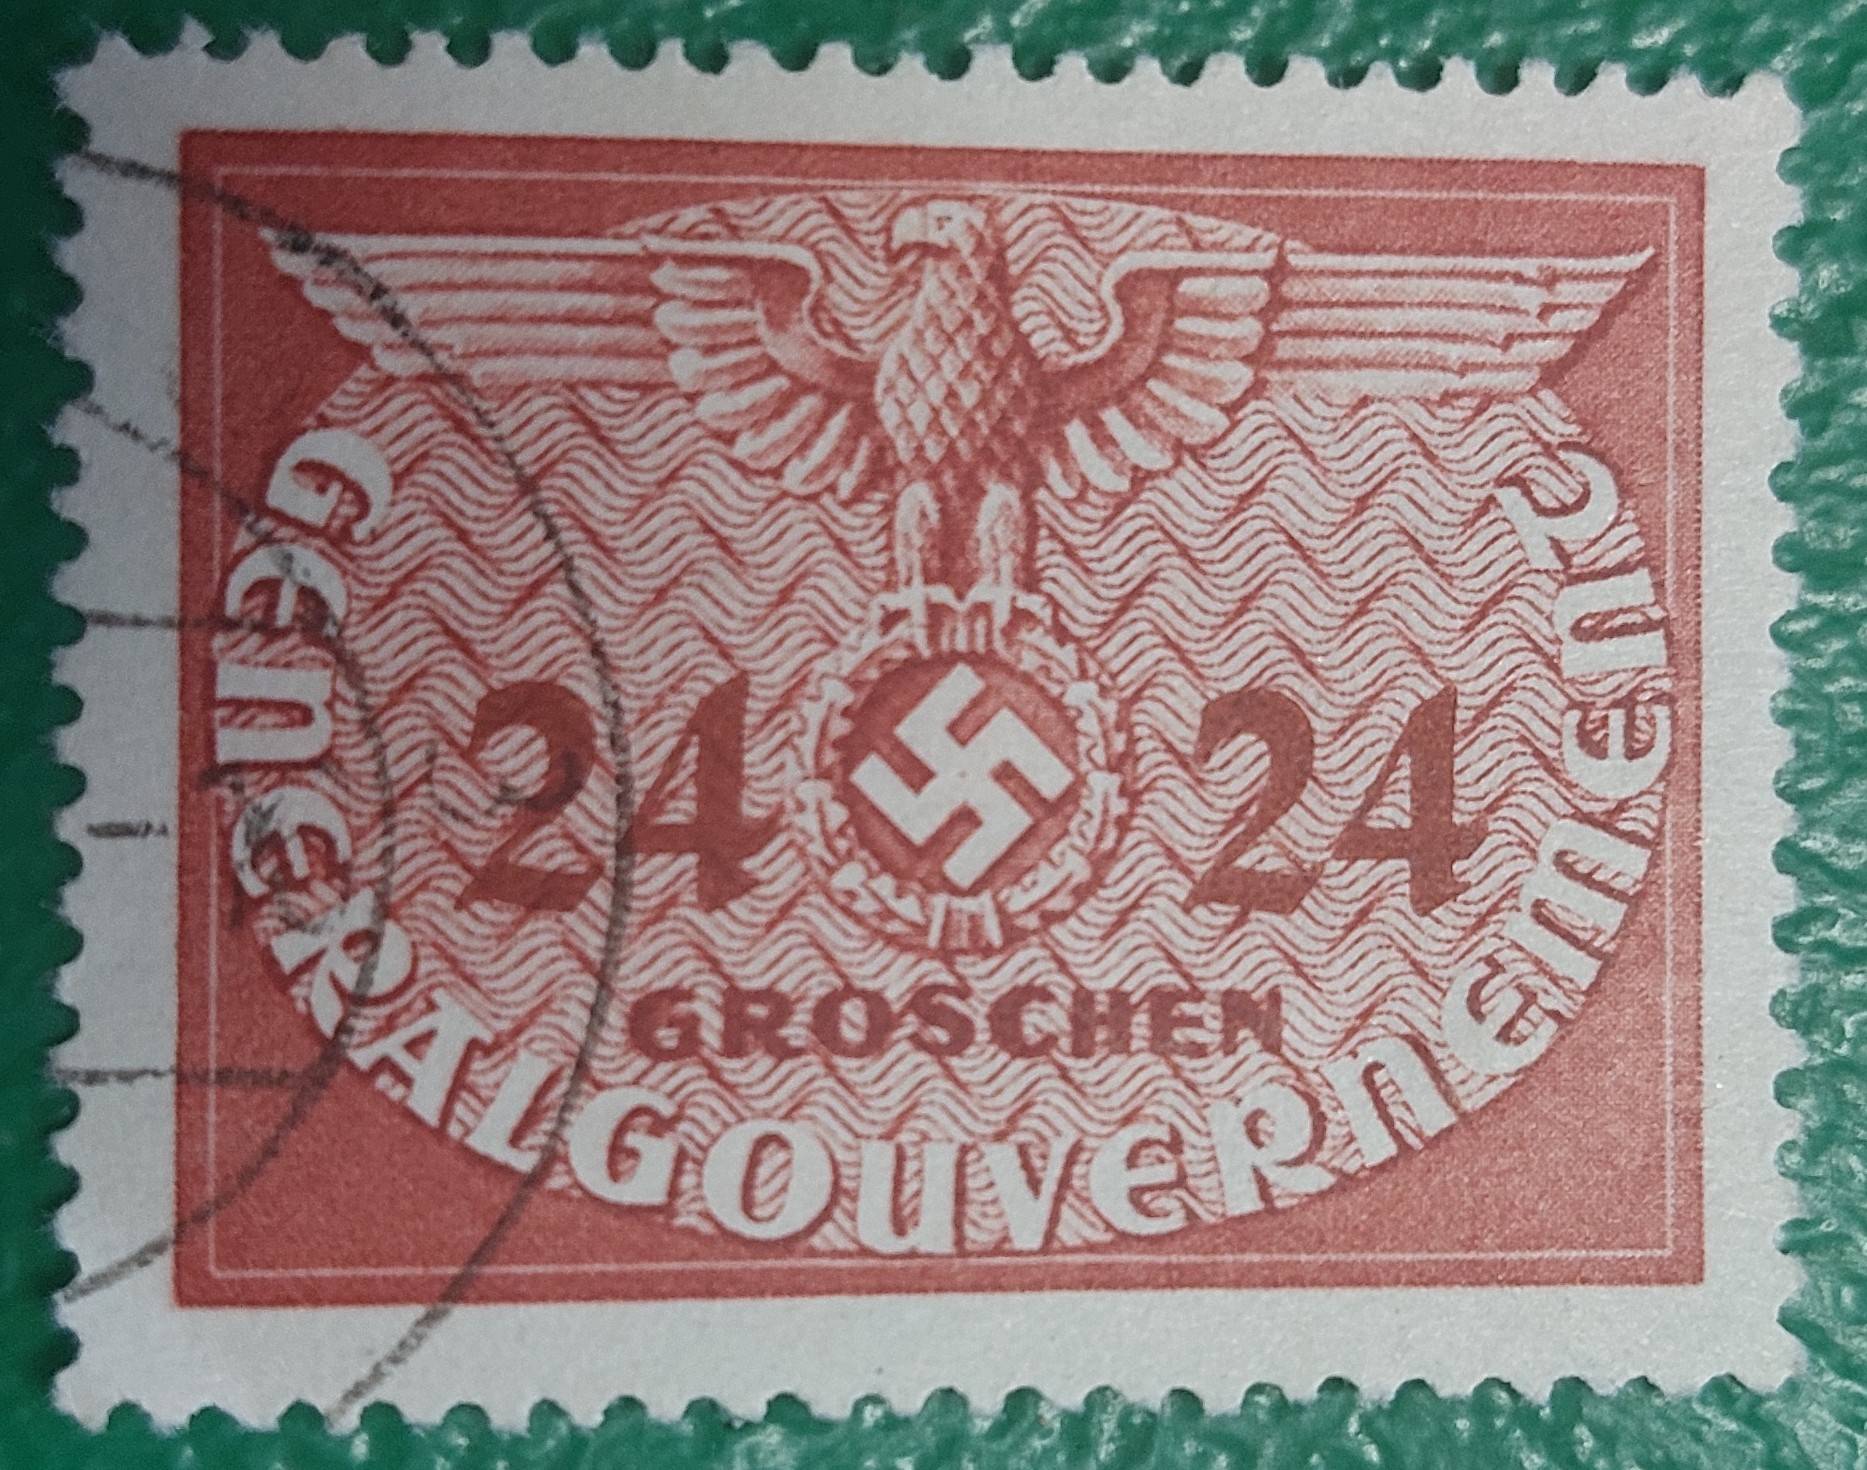 24 24
GROSCHEN
GENERALGOUVERNEMENT